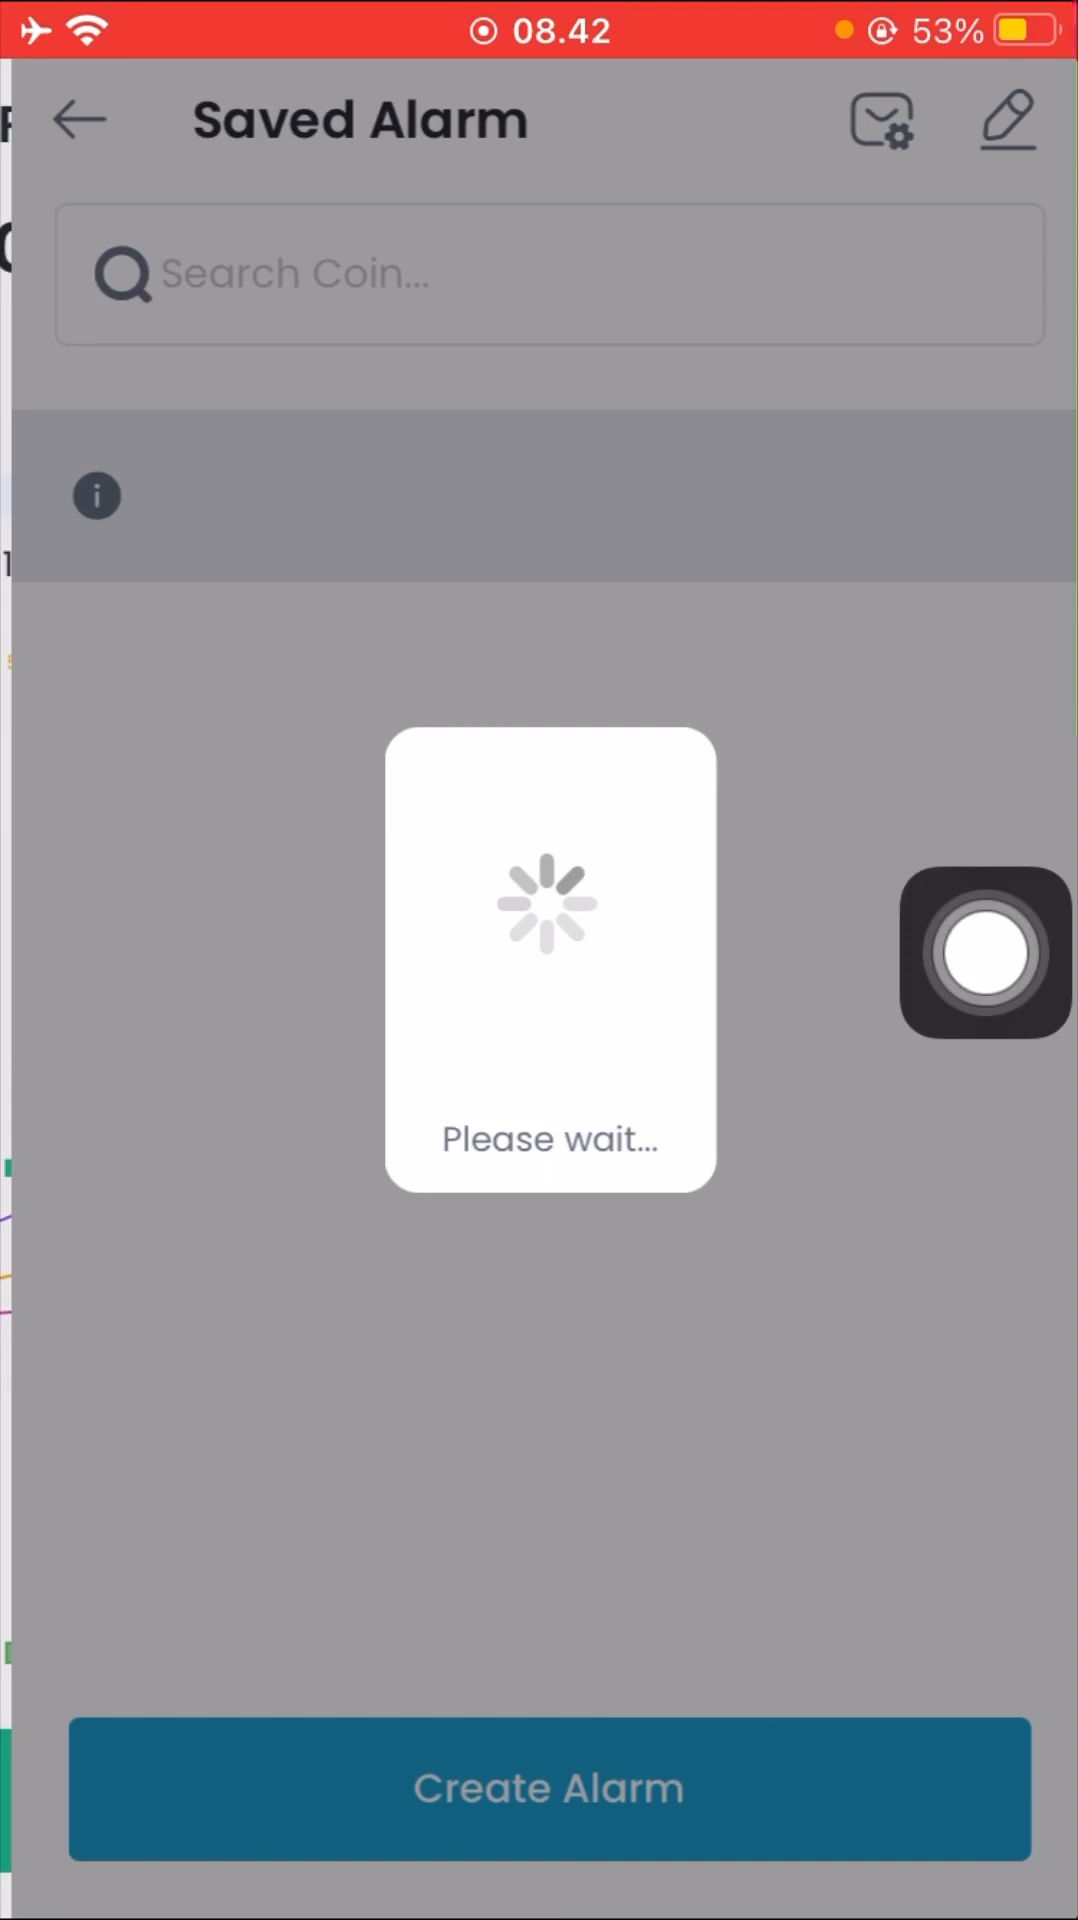 08.42
53%
Saved Alarm
Search Coin...
Please wait...
Create Alarm